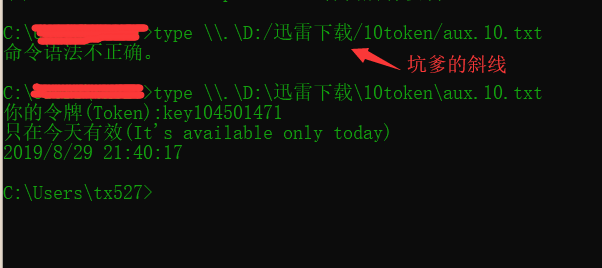 C:\ >type \\.\D:/迅雷下载/10token/aux.10.txt
命令语法不正确。
坑爹的斜线
C:\ >type \\.\D:\迅雷下载\10token\aux.10.txt
你的令牌(Token):key104501471
只在今天有效(It's available only today)
2019/8/29 21:40:17
C:\Users\tx527>